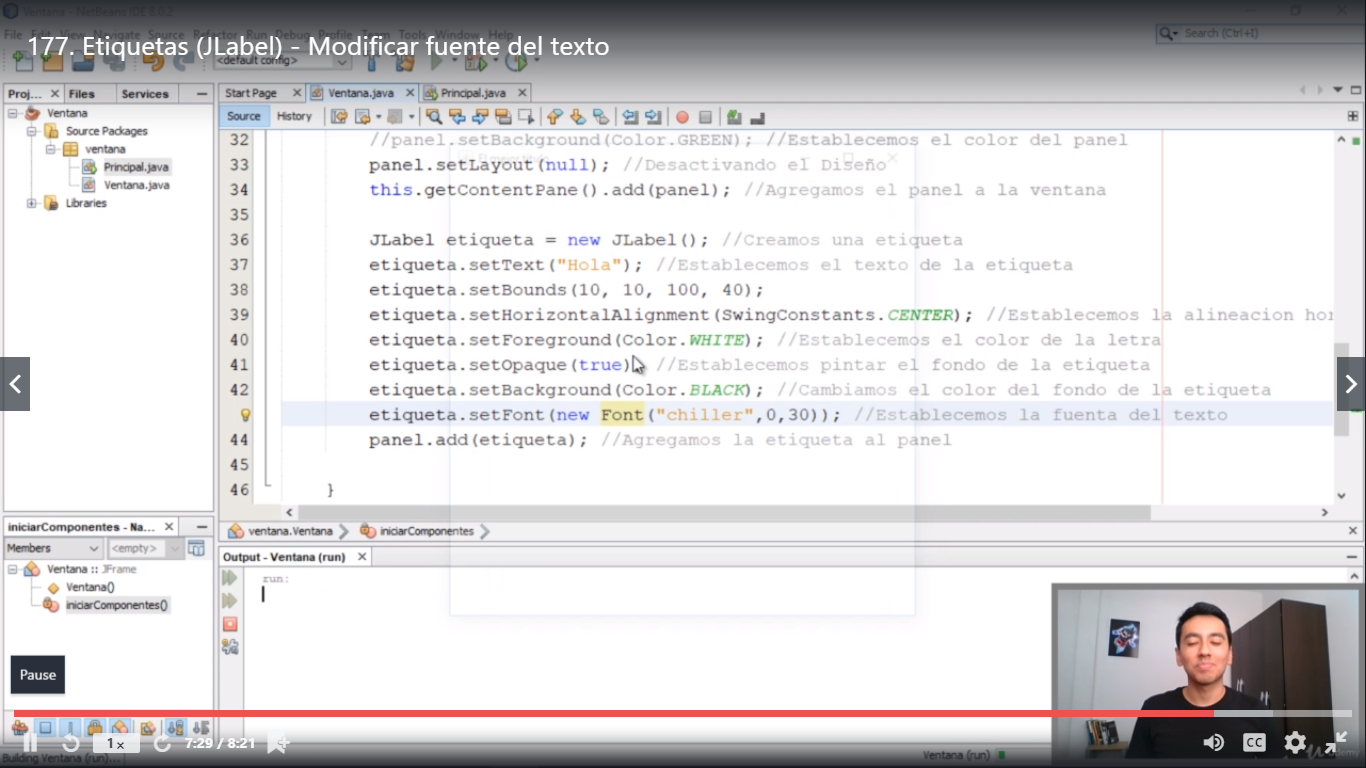 Ventana - NetBeans IDE 8.0.2
File Edit View Navigate Source Refactor Run Debug Profile Team Tools Window Help
177. Etiquetas (JLabel) - Modificar fuente del texto
Search (Ctrl+I)
<default config>
Proj... Files Services
Start Page Ventana.java Principal.java
Source History
Ventana
Source Packages
ventana
Principal.java
Ventana.java
Libraries
32 //panel.setBackground(Color.GREEN); //Establecemos el color del panel
33 panel.setLayout(null); //Desactivando el Diseño
34 this.getContentPane().add(panel); //Agregamos el panel a la ventana
35
36 JLabel etiqueta = new JLabel(); //Creamos una etiqueta
37 etiqueta.setText("Hola"); //Establecemos el texto de la etiqueta
38 etiqueta.setBounds(10, 10, 100, 40);
39 etiqueta.setHorizontalAlignment(SwingConstants.CENTER); //Establecemos la alineacion hor
40 etiqueta.setForeground(Color.WHITE); //Establecemos el color de la letra
41 etiqueta.setOpaque(true) //Establecemos pintar el fondo de la etiqueta
42 etiqueta.setBackground(Color.BLACK); //Cambiamos el color del fondo de la etiqueta
etiqueta.setFont(new Font("chiller",0,30)); //Establecemos la fuenta del texto
44 panel.add(etiqueta); //Agregamos la etiqueta al panel
45
46 }
ventana.Ventana iniciarComponentes
iniciarComponentes - Na...
Members <empty>
Ventana :: JFrame
Ventana()
iniciarComponentes()
Output - Ventana (run)
run:
Pause
1x 7:29 / 8:21 CC
Building Ventana (run)...
Ventana (run)